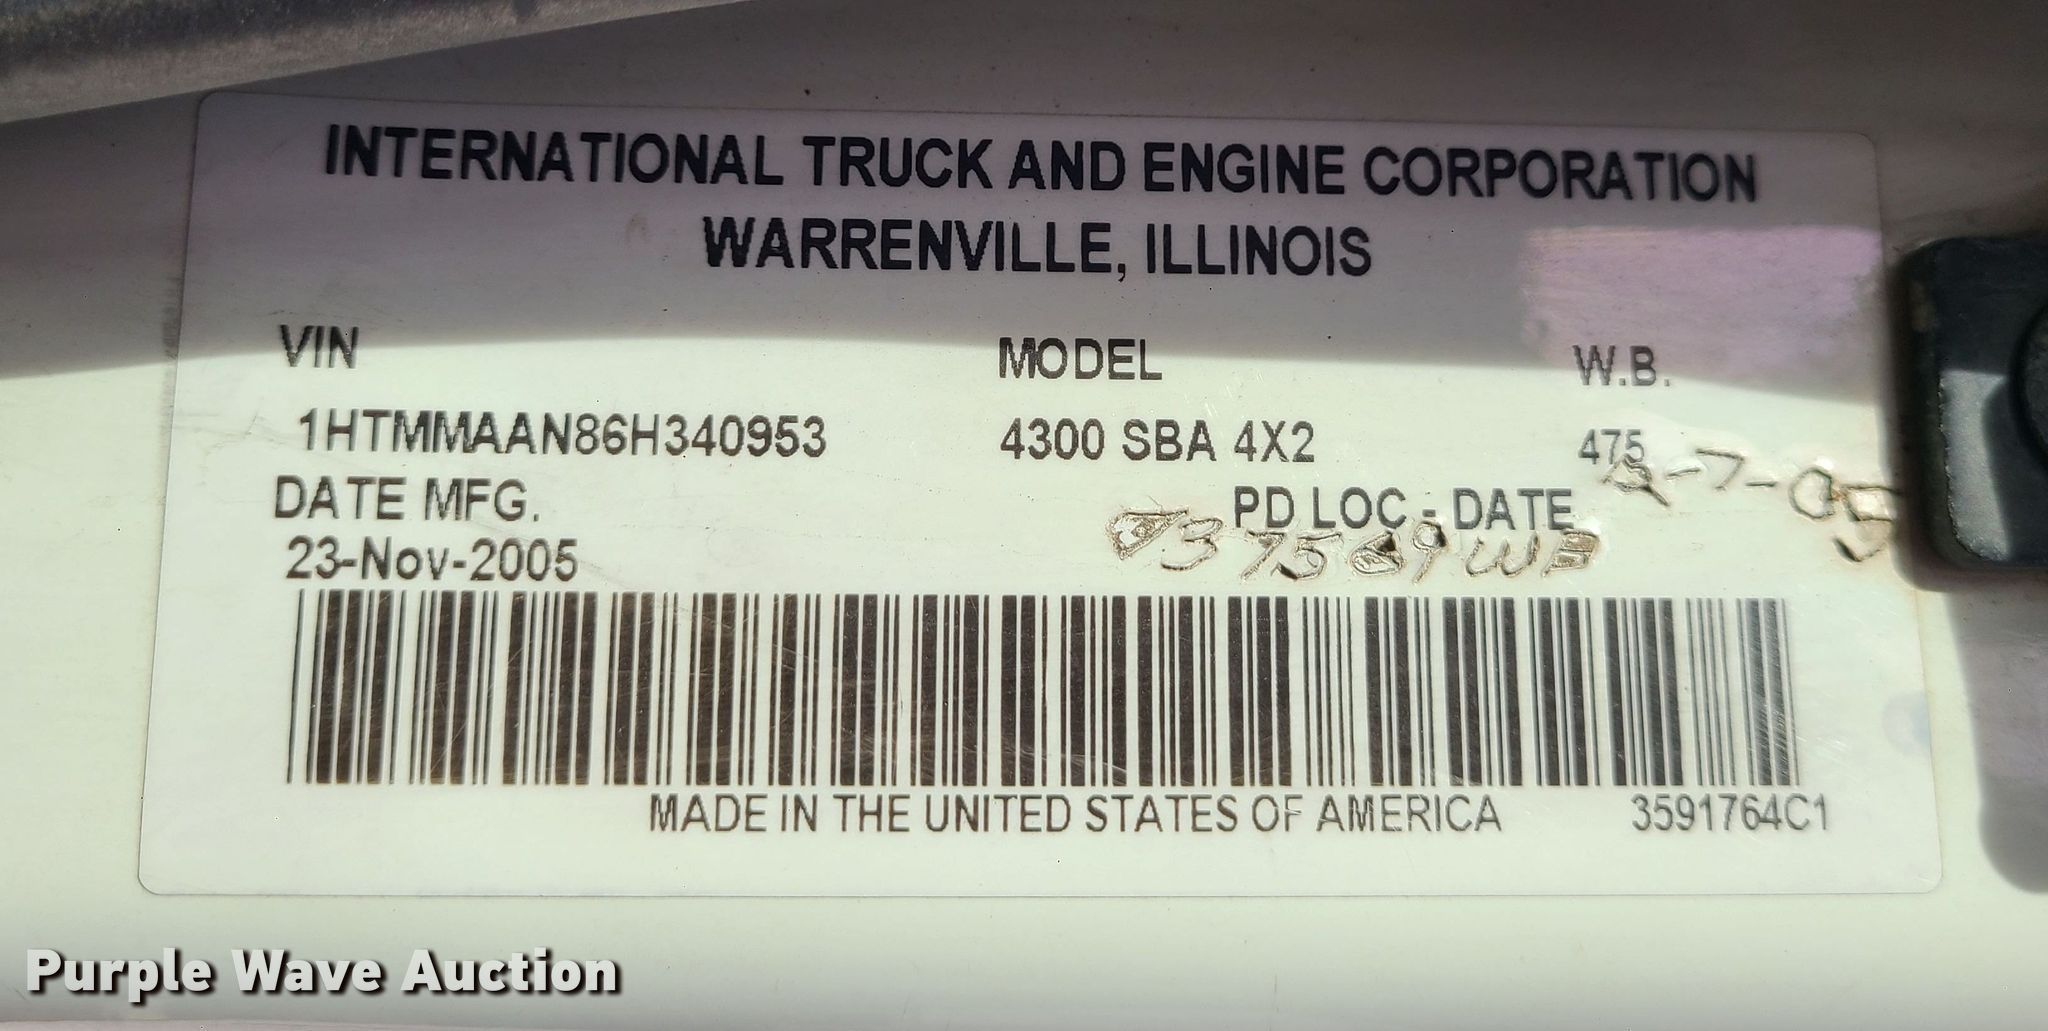 INTERNATIONAL TRUCK AND ENGINE CORPORATION
WARRENVILLE, ILLINOIS
VIN MODEL W.B.
1HTMMAAN86H340953 4300 SBA 4X2 475
DATE MFG. PD LOC - DATE
23-Nov-2005
MADE IN THE UNITED STATES OF AMERICA 3591764C1
Purple Wave Auction